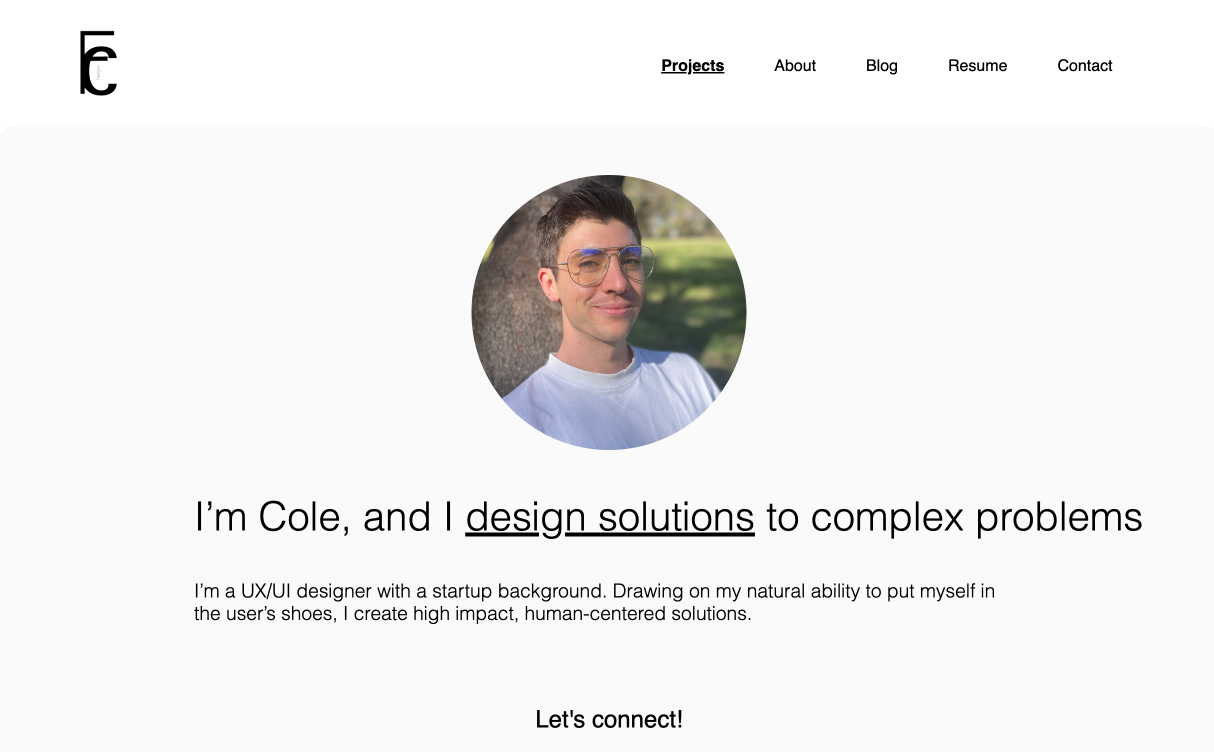 FC
Projects About Blog Resume Contact
I’m Cole, and I design solutions to complex problems
I’m a UX/UI designer with a startup background. Drawing on my natural ability to put myself in
the user’s shoes, I create high impact, human-centered solutions.
Let's connect!